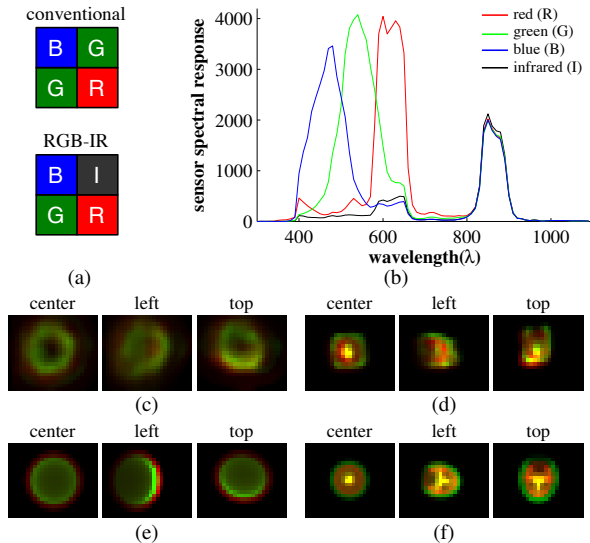 conventional
B G
G R
RGB-IR
B I
G R
(a)
sensor spectral response
4000
3000
2000
1000
0
400 600 800 1000
wavelength(λ)
red (R)
green (G)
blue (B)
infrared (I)
(b)
center left top
(c)
center left top
(d)
center left top
(e)
center left top
(f)